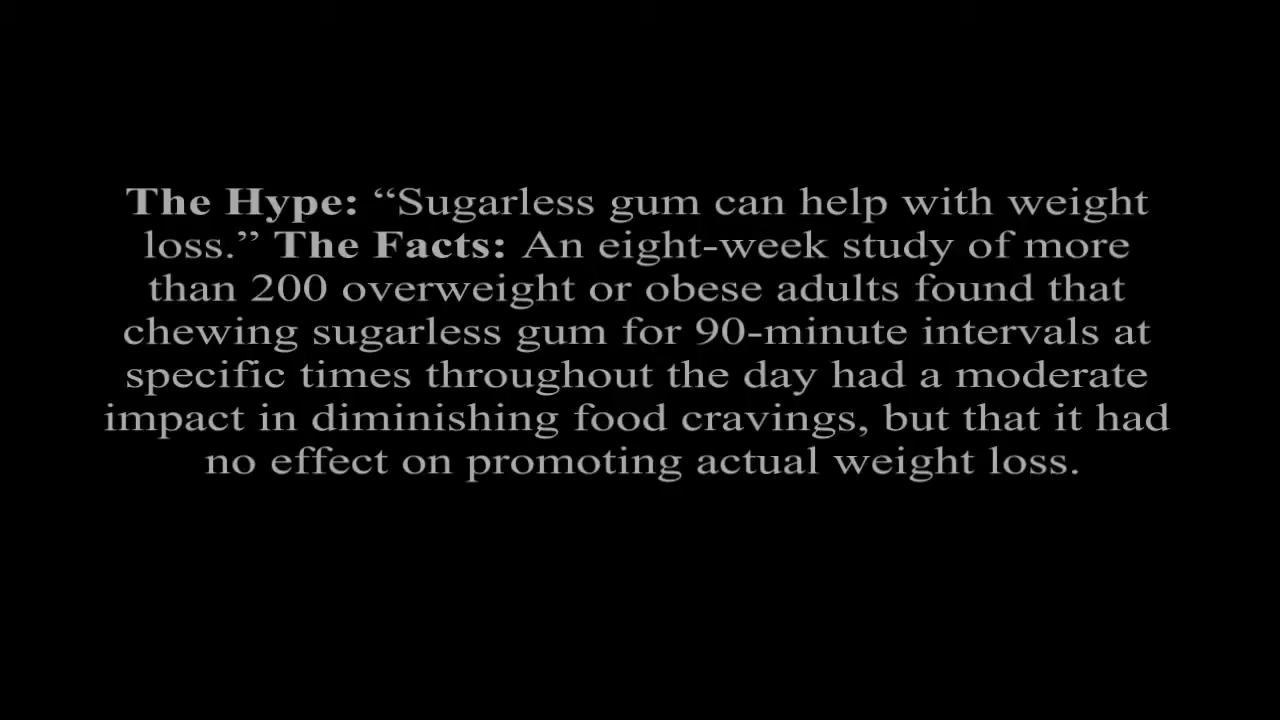 The Hype: “Sugarless gum can help with weight
loss.” The Facts: An eight-week study of more
than 200 overweight or obese adults found that
chewing sugarless gum for 90-minute intervals at
specific times throughout the day had a moderate
impact in diminishing food cravings, but that it had
no effect on promoting actual weight loss.